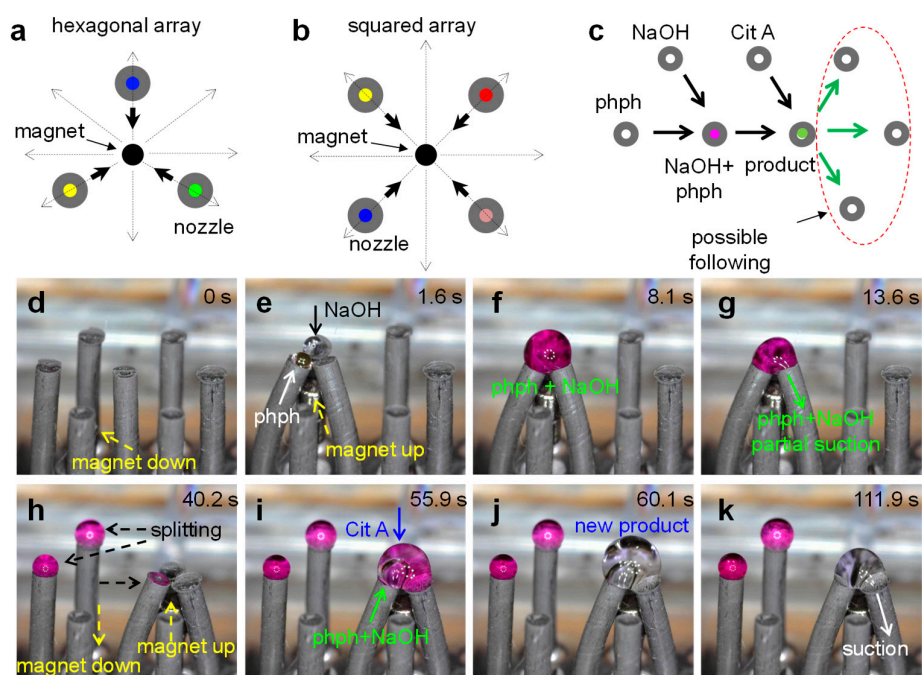 a
hexagonal array
magnet
nozzle
b
squared array
magnet
nozzle
c
NaOH
Cit A
phph
NaOH+
phph
product
possible
following
d
0 s
magnet down
e
1.6 s
NaOH
phph
magnet up
f
8.1 s
phph + NaOH
g
13.6 s
phph+NaOH
partial suction
h
40.2 s
splitting
magnet up
magnet down
i
55.9 s
Cit A
phph+NaOH
j
60.1 s
new product
k
111.9 s
suction